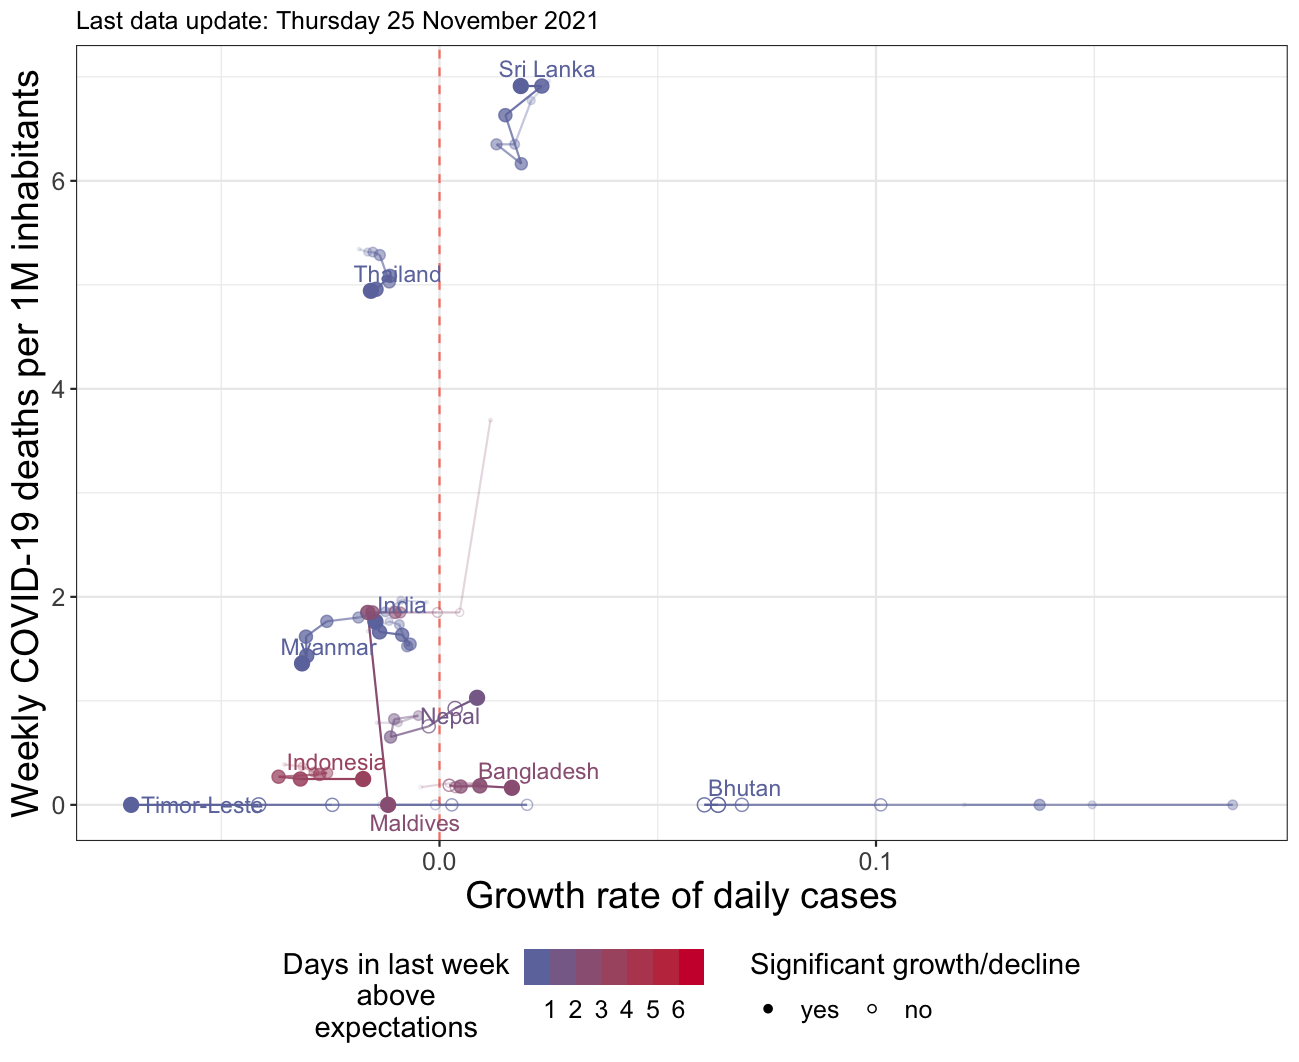 Last data update: Thursday 25 November 2021
Weekly COVID-19 deaths per 1M inhabitants
6
4
2
0
Sri Lanka
Thailand
India
Myanmar
Nepal
Indonesia
Bangladesh
Bhutan
Timor-Leste
Maldives
0.0
0.1
Growth rate of daily cases
Days in last week
above
expectations
1 2 3 4 5 6
Significant growth/decline
yes
no